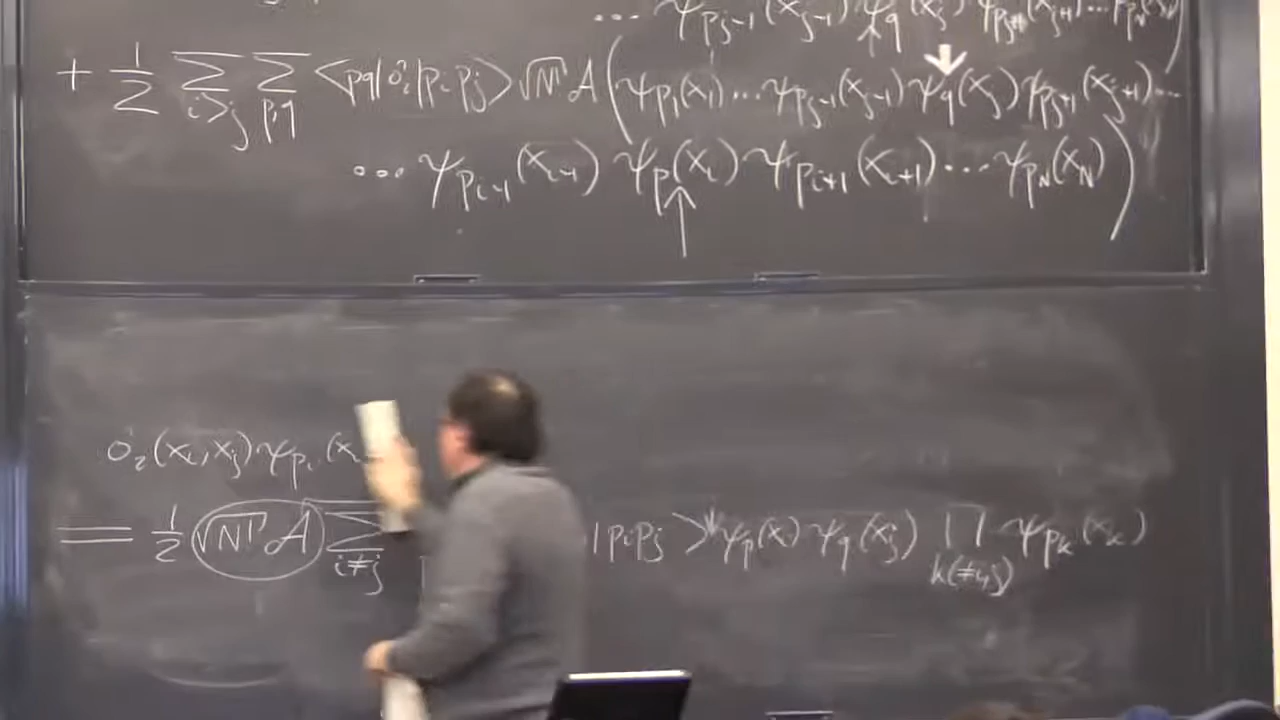 ... ψ_{p_{j-1}}(x_{j-1}) ψ_q(x_j) ψ_{p_{j+1}}(x_{j+1})...ψ_{p_N}(x_N))
+ 1/2 Σ_{i>j} Σ_{p,q} <pq|o_2|p_i p_j> √N! A(ψ_{p_1}(x_1)...ψ_{p_{j-1}}(x_{j-1}) ψ_q(x_j) ψ_{p_{j+1}}(x_{j+1})...
... ψ_{p_{i-1}}(x_{i-1}) ψ_p(x_i) ψ_{p_{i+1}}(x_{i+1})...ψ_{p_N}(x_N))
o_2(x_i,x_j)ψ_{p_i}(x
= 1/2 √N! A Σ_{i≠j} |p_i p_j>*ψ_p(x_i) ψ_q(x_j) Π_{k(≠i,j)} ψ_{p_k}(x_k)